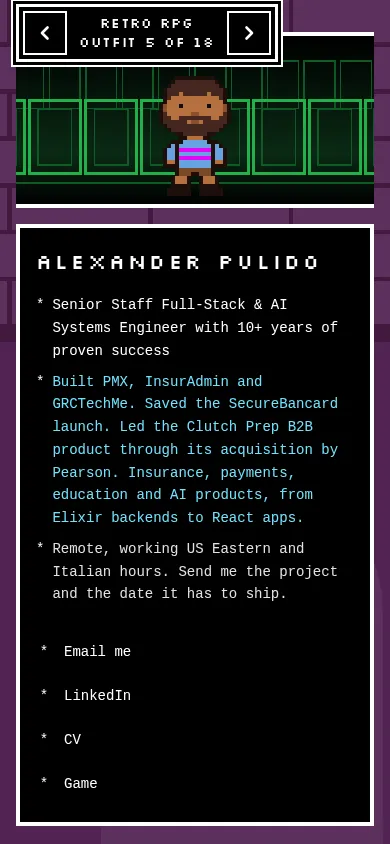 RETRO RPG
OUTFIT 5 OF 18
ALEXANDER PULIDO
* Senior Staff Full-Stack & AI
Systems Engineer with 10+ years of
proven success
* Built PMX, InsurAdmin and
GRCTechMe. Saved the SecureBancard
launch. Led the Clutch Prep B2B
product through its acquisition by
Pearson. Insurance, payments,
education and AI products, from
Elixir backends to React apps.
* Remote, working US Eastern and
Italian hours. Send me the project
and the date it has to ship.
* Email me
* LinkedIn
* CV
* Game